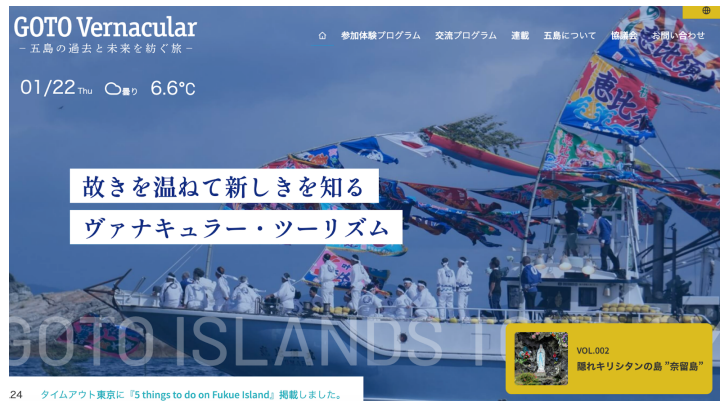 GOTO Vernacular
－五島の過去と未来を紡ぐ旅－
参加体験プログラム 交流プログラム 連載 五島について 協議会 お問い合わせ
01/22 Thu 曇り 6.6℃
恵比須
恵比須
故きを温ねて新しきを知る
ヴァナキュラー・ツーリズム
GOTO ISLANDS TO
VOL.002
隠れキリシタンの島 ”奈留島”
.24 タイムアウト東京に『5 things to do on Fukue Island』掲載しました。